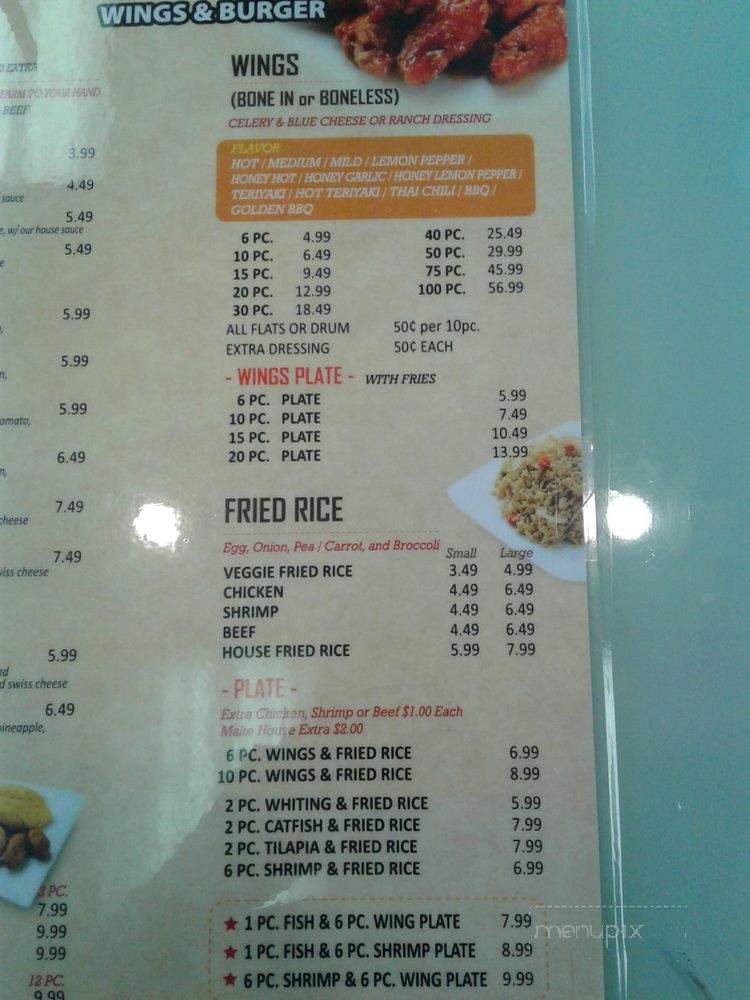 WINGS & BURGER
EXTRA
FARM TO YOUR HAND
BEEF
3.99
4.49
sauce
5.49
, w/ our house sauce
5.49
5.99
5.99
5.99
omato,
6.49
7.49
cheese
7.49
wiss cheese
5.99
d swiss cheese
6.49
pineapple,
3 PC.
7.99
9.99
9.99
12 PC.
9.99
WINGS
(BONE IN or BONELESS)
CELERY & BLUE CHEESE OR RANCH DRESSING
FLAVOR
HOT / MEDIUM / MILD / LEMON PEPPER /
HONEY HOT / HONEY GARLIC / HONEY LEMON PEPPER /
TERIYAKI / HOT TERIYAKI / THAI CHILI / BBQ /
GOLDEN BBQ
6 PC. 4.99 40 PC. 25.49
10 PC. 6.49 50 PC. 29.99
15 PC. 9.49 75 PC. 45.99
20 PC. 12.99 100 PC. 56.99
30 PC. 18.49
ALL FLATS OR DRUM 50¢ per 10pc.
EXTRA DRESSING 50¢ EACH
- WINGS PLATE - WITH FRIES
6 PC. PLATE 5.99
10 PC. PLATE 7.49
15 PC. PLATE 10.49
20 PC. PLATE 13.99
FRIED RICE
Egg, Onion, Pea / Carrot, and Broccoli Small Large
VEGGIE FRIED RICE 3.49 4.99
CHICKEN 4.49 6.49
SHRIMP 4.49 6.49
BEEF 4.49 6.49
HOUSE FRIED RICE 5.99 7.99
- PLATE -
Extra Chicken, Shrimp or Beef $1.00 Each
Make House Extra $2.00
6 PC. WINGS & FRIED RICE 6.99
10 PC. WINGS & FRIED RICE 8.99
2 PC. WHITING & FRIED RICE 5.99
2 PC. CATFISH & FRIED RICE 7.99
2 PC. TILAPIA & FRIED RICE 7.99
6 PC. SHRIMP & FRIED RICE 6.99
★ 1 PC. FISH & 6 PC. WING PLATE 7.99
★ 1 PC. FISH & 6 PC. SHRIMP PLATE 8.99
★ 6 PC. SHRIMP & 6 PC. WING PLATE 9.99
menupix